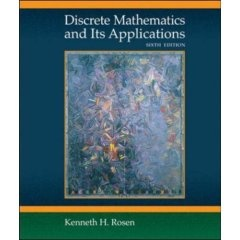 Discrete Mathematics
and Its Applications
SIXTH EDITION
Kenneth H. Rosen